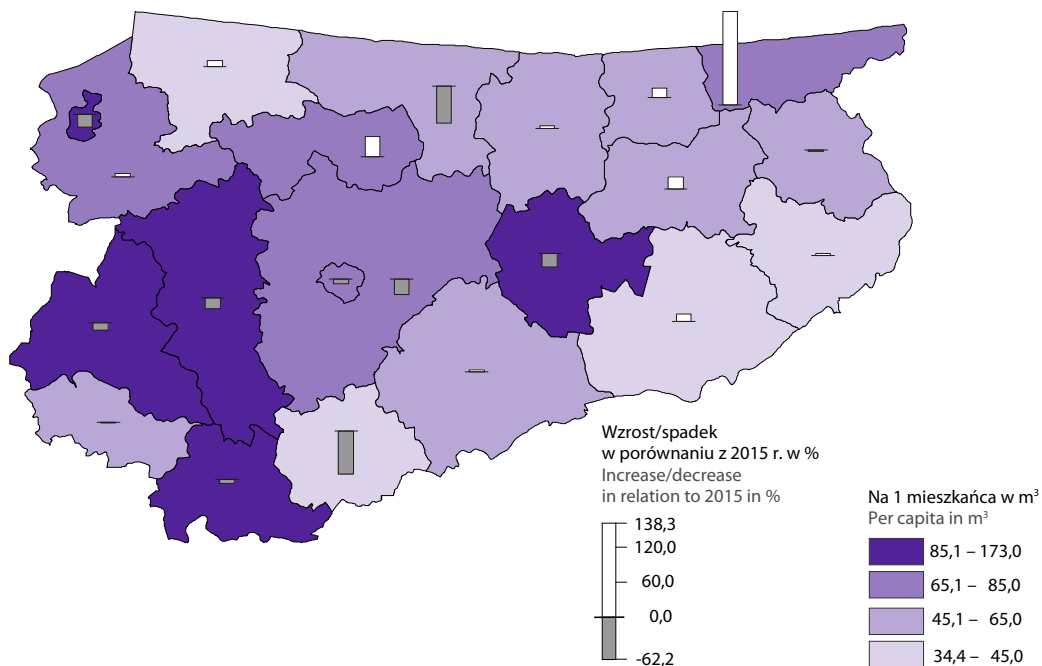 Wzrost/spadek
w porównaniu z 2015 r. w %
Increase/decrease
in relation to 2015 in %
138,3
120,0
60,0
0,0
-62,2
Na 1 mieszkańca w m³
Per capita in m³
85,1 – 173,0
65,1 – 85,0
45,1 – 65,0
34,4 – 45,0